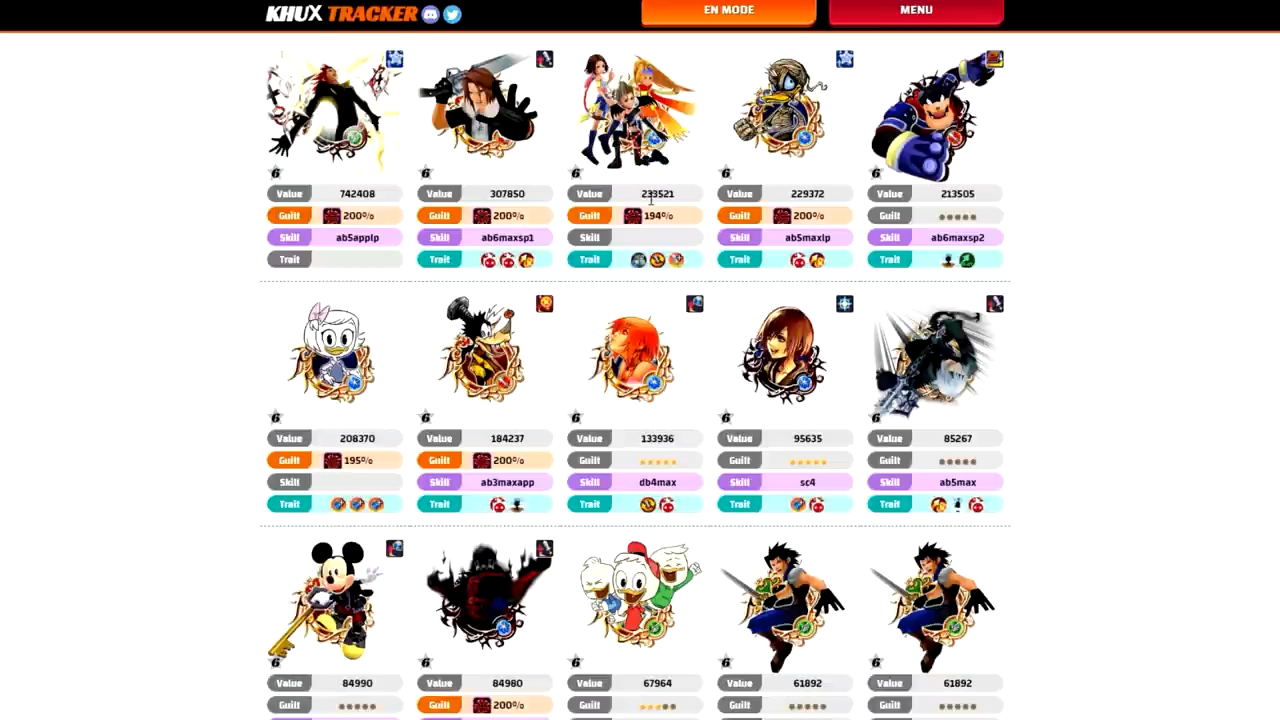 KHUX TRACKER EN MODE MENU
6 6 6 6 6
Value 742408 Value 307850 Value 233521 Value 229372 Value 213505
Guilt 200% Guilt 200% Guilt 194% Guilt 200% Guilt
Skill ab5applp Skill ab6maxsp1 Skill Skill ab5maxlp Skill ab6maxsp2
Trait Trait Trait Trait Trait
6 6 6 6 6
Value 208370 Value 184237 Value 133936 Value 95635 Value 85267
Guilt 195% Guilt 200% Guilt Guilt Guilt
Skill Skill ab3maxapp Skill db4max Skill sc4 Skill ab5max
Trait Trait Trait Trait Trait
6 6 6 6 6
Value 84990 Value 84980 Value 67964 Value 61892 Value 61892
Guilt Guilt 200% Guilt Guilt Guilt